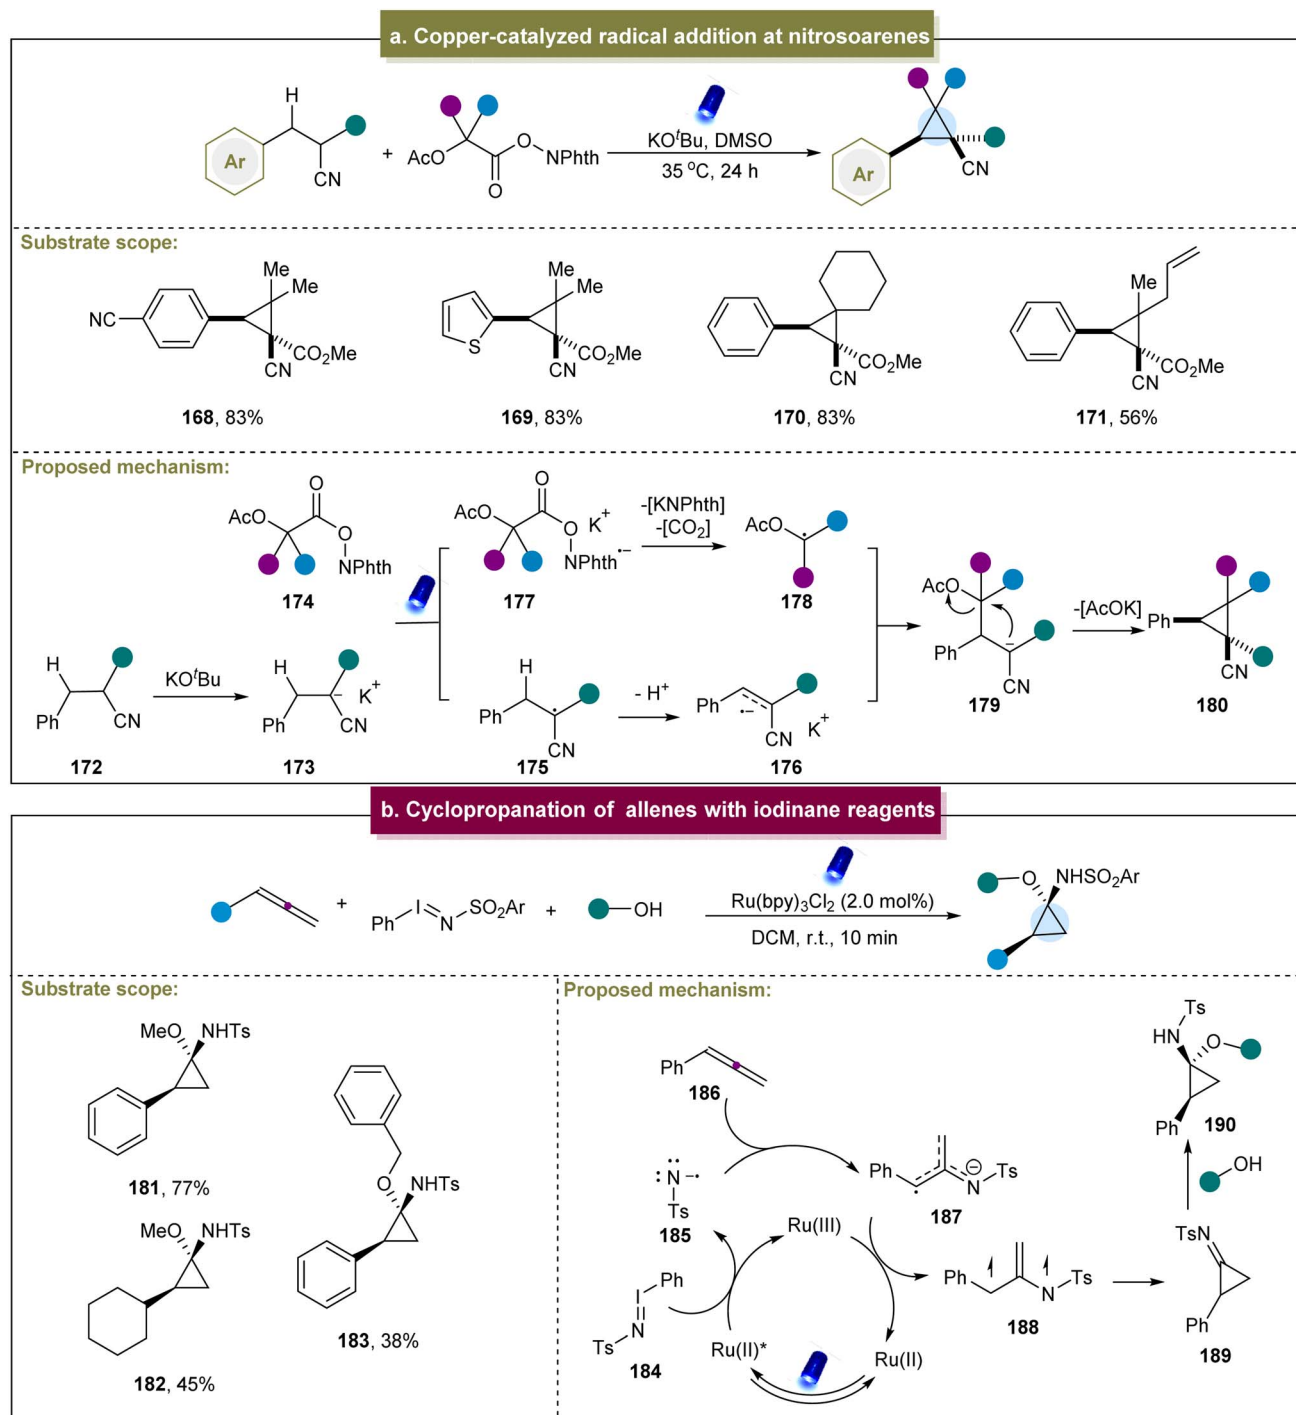 a. Copper-catalyzed radical addition at nitrosoarenes
H
Ar
CN
+
AcO
O
O
NPhth
KOᵗBu, DMSO
35 °C, 24 h
Ar
CN
Substrate scope:
NC
Me
Me
CO₂Me
CN
168, 83%
S
Me
Me
CO₂Me
CN
169, 83%
CO₂Me
CN
170, 83%
Me
CO₂Me
CN
171, 56%
Proposed mechanism:
AcO
O
O
NPhth
174
AcO
O
O
NPhth•−
K⁺
177
-[KNPhth]
-[CO₂]
AcO
178
H
Ph
CN
172
KOᵗBu
H
Ph
CN
K⁺
173
H
Ph
CN
175
- H⁺
Ph
•−
CN
K⁺
176
AcO
Ph
CN
179
-[AcOK]
Ph
CN
180
b. Cyclopropanation of allenes with iodinane reagents
+
Ph
I
N
SO₂Ar
+
OH
Ru(bpy)₃Cl₂ (2.0 mol%)
DCM, r.t., 10 min
O
NHSO₂Ar
Substrate scope:
MeO
NHTs
181, 77%
MeO
NHTs
182, 45%
O
NHTs
183, 38%
Proposed mechanism:
Ph
186
N
Ts
185
Ph
I
N
Ts
184
Ru(III)
Ru(II)*
Ru(II)
Ph
N
Ts
187
Ph
N
Ts
188
TsN
Ph
189
OH
Ts
HN
O
Ph
190